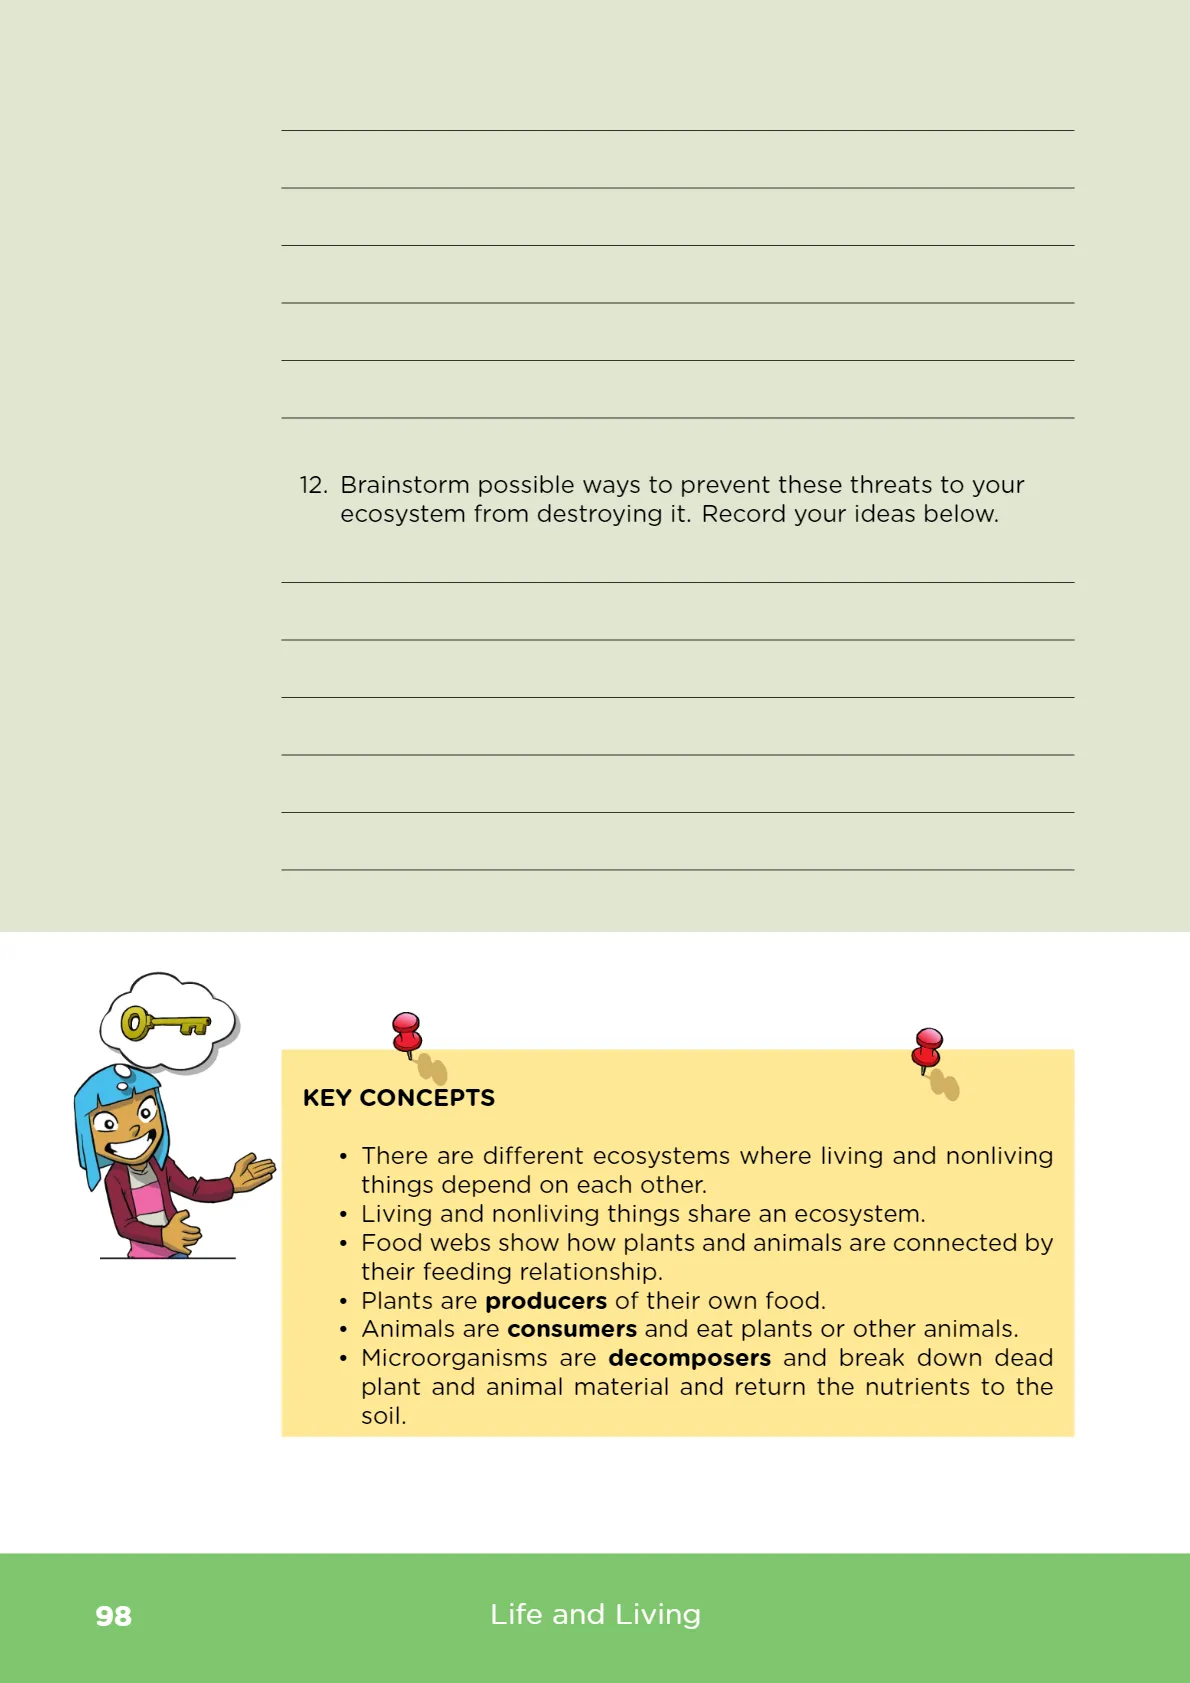 12. Brainstorm possible ways to prevent these threats to your
ecosystem from destroying it. Record your ideas below.
KEY CONCEPTS
• There are different ecosystems where living and nonliving
things depend on each other.
• Living and nonliving things share an ecosystem.
• Food webs show how plants and animals are connected by
their feeding relationship.
• Plants are producers of their own food.
• Animals are consumers and eat plants or other animals.
• Microorganisms are decomposers and break down dead
plant and animal material and return the nutrients to the
soil.
98
Life and Living